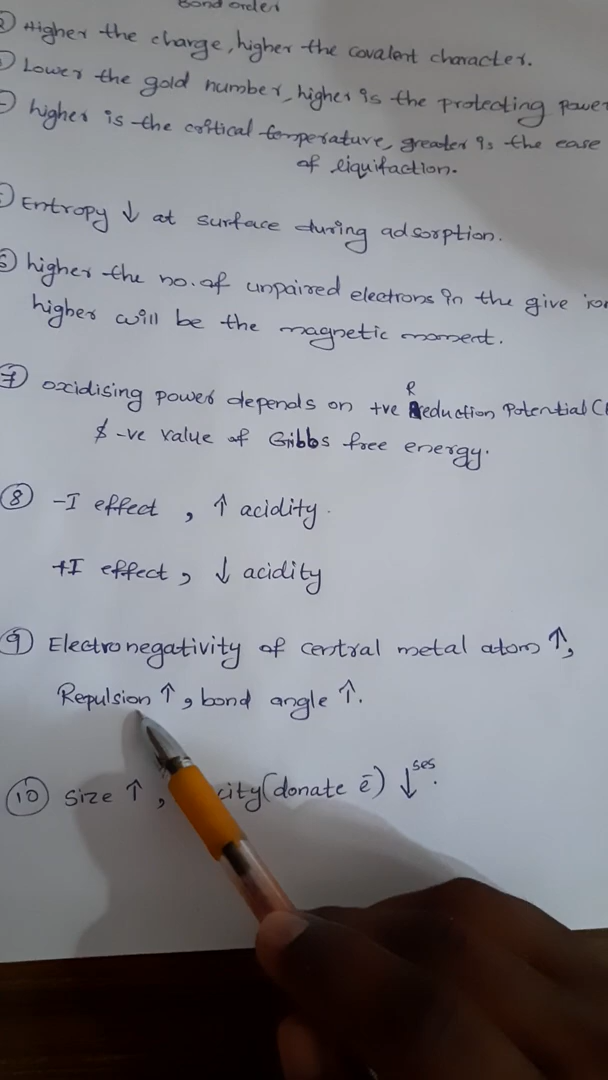 Bond order
Higher the charge, higher the covalent character.
Lower the gold number, higher is the protecting power
higher is the critical temperature, greater is the ease
of liquifaction.
Entropy ↓ at surface during adsorption.
⑥ higher the no. of unpaired electrons in the give ion
higher will be the magnetic moment.
⑦ oxidising power depends on +ve Reduction Potential (
& -ve value of Gibbs free energy.
⑧ -I effect, ↑ acidity.
+I effect, ↓ acidity
⑨ Electronegativity of central metal atom ↑,
Repulsion ↑, bond angle ↑.
⑩ Size ↑, city (donate ē) ↓ses.